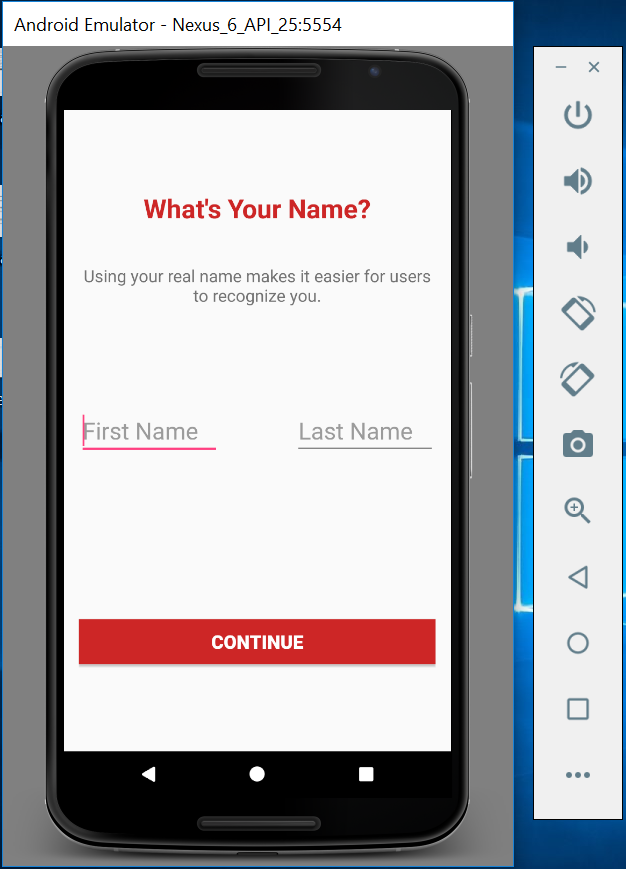 Android Emulator - Nexus_6_API_25:5554
What's Your Name?
Using your real name makes it easier for users
to recognize you.
First Name Last Name
CONTINUE